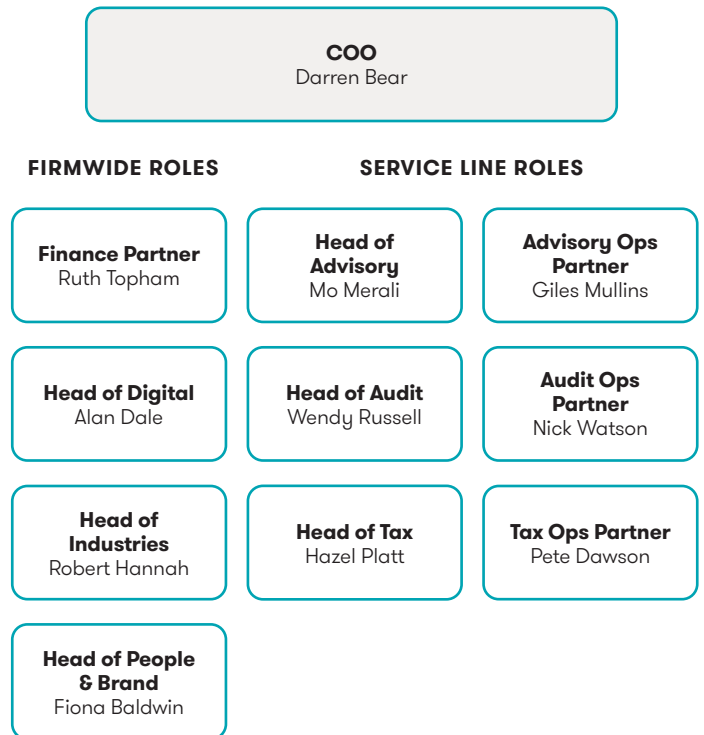 COO
Darren Bear
FIRMWIDE ROLES
SERVICE LINE ROLES
Finance Partner
Ruth Topham
Head of
Advisory
Mo Merali
Advisory Ops
Partner
Giles Mullins
Head of Digital
Alan Dale
Head of Audit
Wendy Russell
Audit Ops
Partner
Nick Watson
Head of
Industries
Robert Hannah
Head of Tax
Hazel Platt
Tax Ops Partner
Pete Dawson
Head of People
& Brand
Fiona Baldwin